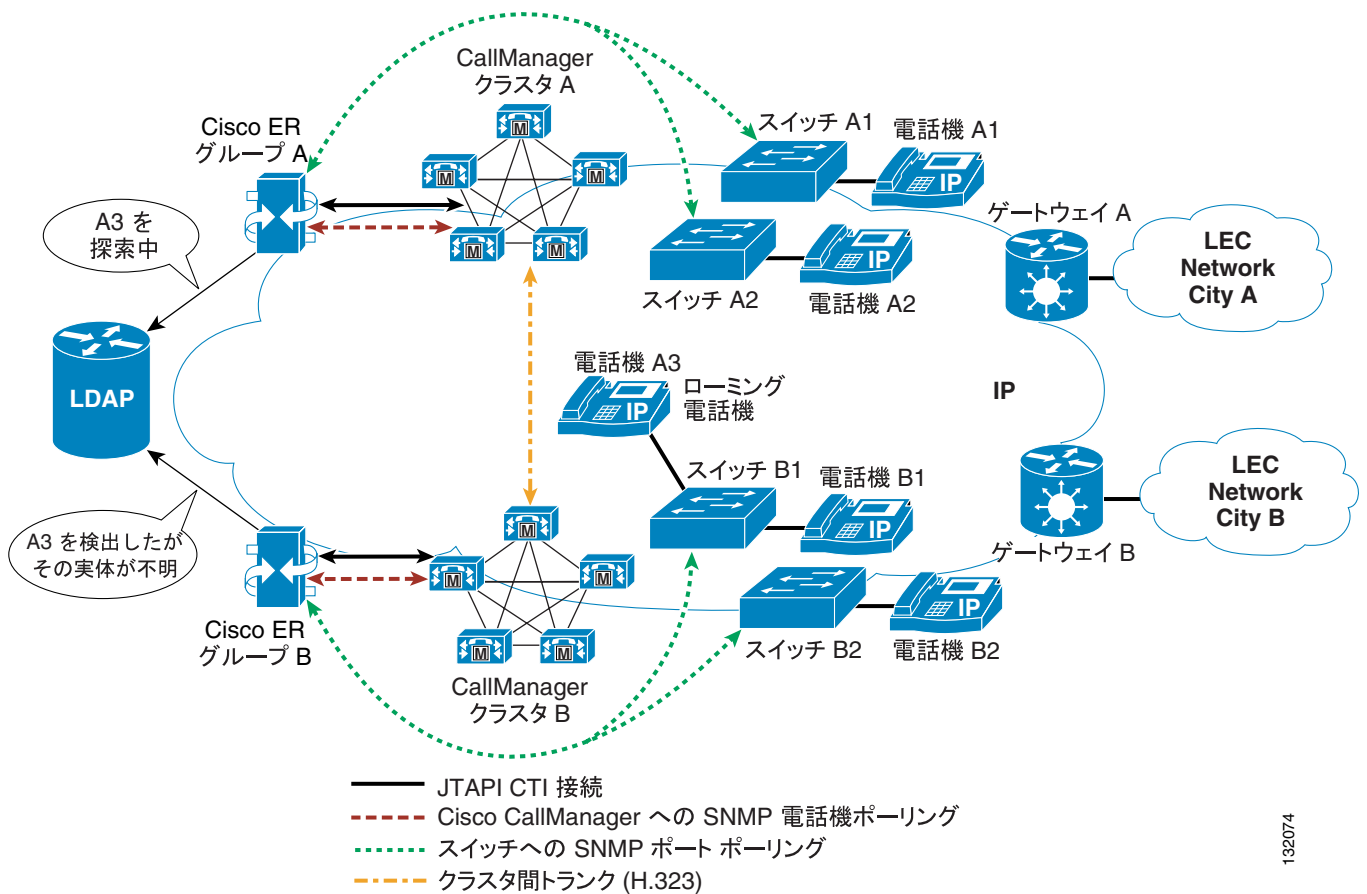 CallManager
クラスタ A
Cisco ER
グループ A
スイッチ A1
電話機 A1
IP
M
M
M
M
M
A3 を
探索中
ゲートウェイ A
LEC
Network
City A
IP
スイッチ A2
電話機 A2
LDAP
電話機 A3
ローミング
電話機
IP
IP
スイッチ B1
電話機 B1
IP
LEC
Network
City B
ゲートウェイ B
A3 を検出したが
その実体が不明
M
M
M
M
M
Cisco ER
グループ B
IP
スイッチ B2
電話機 B2
CallManager
クラスタ B
JTAPI CTI 接続
Cisco CallManager への SNMP 電話機ポーリング
スイッチへの SNMP ポート ポーリング
クラスタ間トランク (H.323)
132074